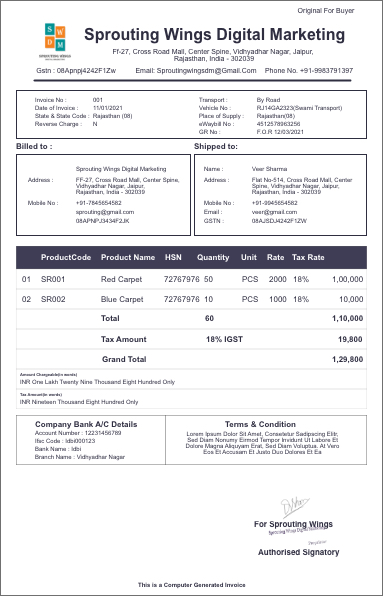 Original For Buyer
S W
D M
Sprouting Wings Digital Marketing
Ff-27, Cross Road Mall, Center Spine, Vidhyadhar Nagar, Jaipur,
Rajasthan, India - 302039
Gstn : 08Apnpj4242F1Zw Email: Sproutingwingsdm@Gmail.Com Phone No. +91-9983791397
Invoice No : 001 Transport : By Road
Date of Invoice : 11/01/2021 Vehicle No : RJ14GA2323(Swami Transport)
State & State Code : Rajasthan (08) Place of Supply : Rajasthan(08)
Reverse Charge : N eWaybill No : 4512578963256
GR No : F.O.R 12/03/2021
Billed to : Shipped to:
Sprouting Wings Digital Marketing Name : Veer Sharma
Address : FF-27, Cross Road Mall, Center Spine, Address : Flat No-514, Cross Road Mall, Center Spine,
Vidhyadhar Nagar, Jaipur, Vidhyadhar Nagar, Jaipur,
Rajasthan, India - 302039 Rajasthan, India - 302039
Mobile No : +91-7845654582 Mobile No : +91-9945654582
sprouting@gmail.com Email : veer@gmail.com
08APNPJ3434F2JK GSTN : 08AJSDJ4242F1ZW
ProductCode Product Name HSN Quantity Unit Rate Tax Rate
01 SR001 Red Carpet 72767976 50 PCS 2000 18% 1,00,000
02 SR002 Blue Carpet 72767976 10 PCS 1000 18% 10,000
Total 60 1,10,000
Tax Amount 18% IGST 19,800
Grand Total 1,29,800
Amount Chargeable(in words)
INR One Lakh Twenty Nine Thousand Eight Hundred Only
Tax Amount(in words)
INR Nineteen Thousand Eight Hundred Only
Company Bank A/C Details Terms & Condition
Account Number : 12231456789
Ifsc Code : Idbi000123
Bank Name : Idbi
Branch Name : Vidhyadhar Nagar
Lorem Ipsum Dolor Sit Amet, Consetetur Sadipscing Elitr,
Sed Diam Nonumy Eirmod Tempor Invidunt Ut Labore Et
Dolore Magna Aliquyam Erat, Sed Diam Voluptua. At Vero
Eos Et Accusam Et Justo Duo Dolores Et Ea
For Sprouting Wings
Sprouting Wings Digital Marketing
Authorised Signatory
This is a Computer Generated Invoice